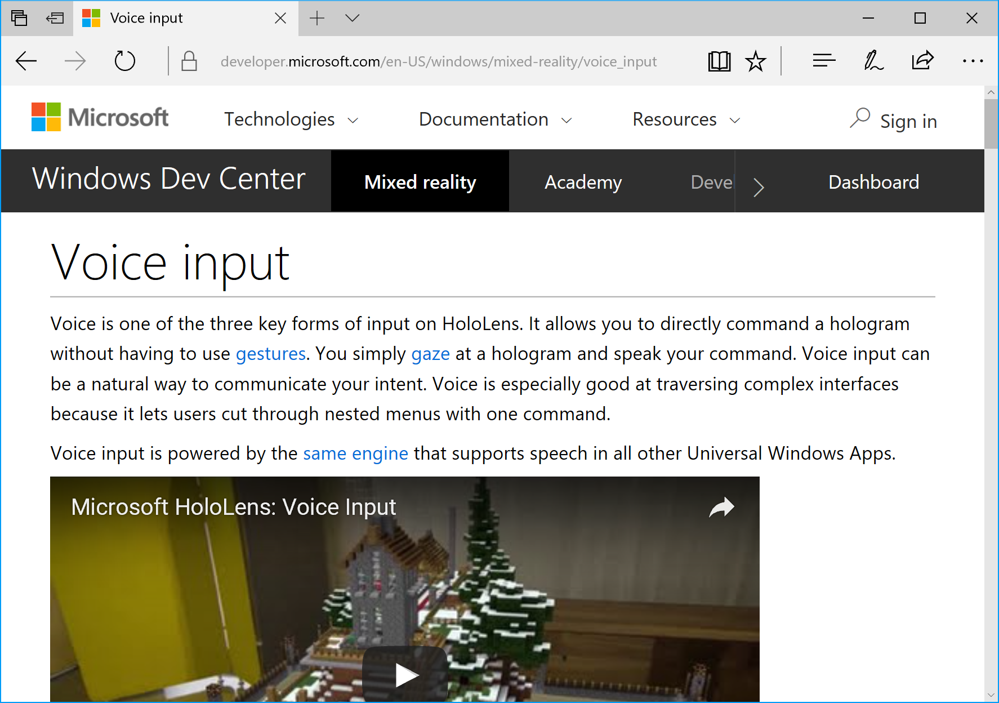 Voice input
developer.microsoft.com/en-US/windows/mixed-reality/voice_input
Microsoft Technologies Documentation Resources Sign in
Windows Dev Center Mixed reality Academy Deve Dashboard
Voice input
Voice is one of the three key forms of input on HoloLens. It allows you to directly command a hologram
without having to use gestures. You simply gaze at a hologram and speak your command. Voice input can
be a natural way to communicate your intent. Voice is especially good at traversing complex interfaces
because it lets users cut through nested menus with one command.
Voice input is powered by the same engine that supports speech in all other Universal Windows Apps.
Microsoft HoloLens: Voice Input